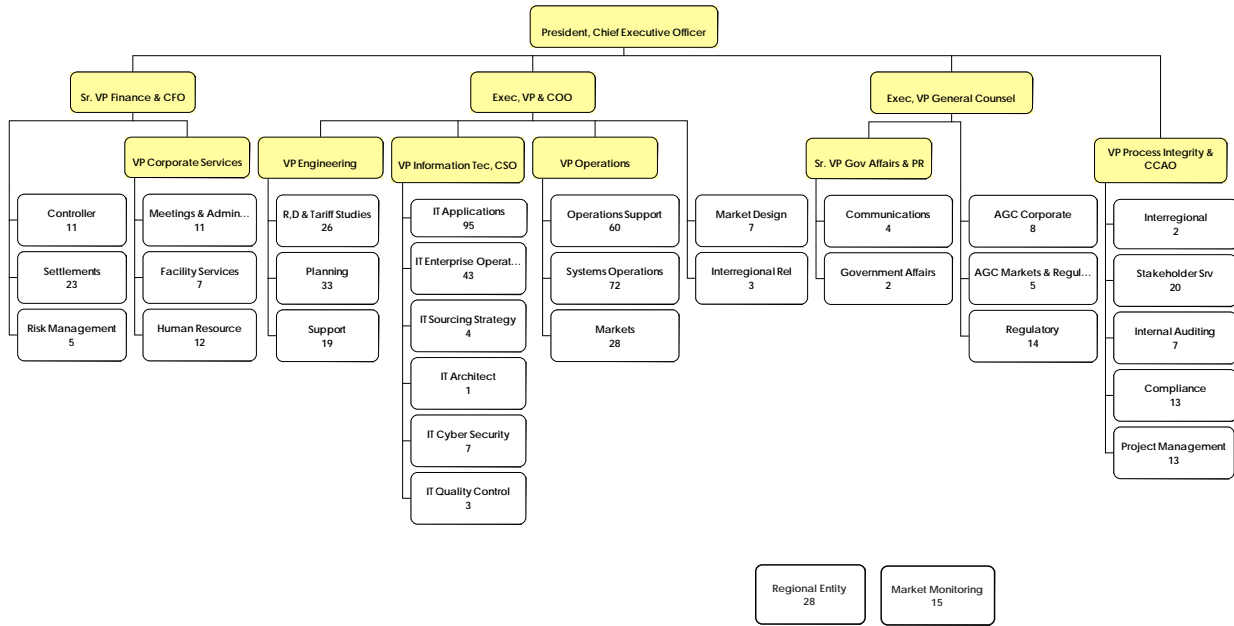 President, Chief Executive Officer
Sr. VP Finance & CFO
Exec, VP & COO
Exec, VP General Counsel
VP Corporate Services
VP Engineering
VP Information Tec, CSO
VP Operations
Sr. VP Gov Affairs & PR
VP Process Integrity &
CCAO
Controller
11
Settlements
23
Risk Management
5
Meetings & Admin...
11
Facility Services
7
Human Resource
12
R,D & Tariff Studies
26
Planning
33
Support
19
IT Applications
95
IT Enterprise Operat...
43
IT Sourcing Strategy
4
IT Architect
1
IT Cyber Security
7
IT Quality Control
3
Operations Support
60
Systems Operations
72
Markets
28
Market Design
7
Interregional Rel
3
Communications
4
Government Affairs
2
AGC Corporate
8
AGC Markets & Regul...
5
Regulatory
14
Interregional
2
Stakeholder Srv
20
Internal Auditing
7
Compliance
13
Project Management
13
Regional Entity
28
Market Monitoring
15